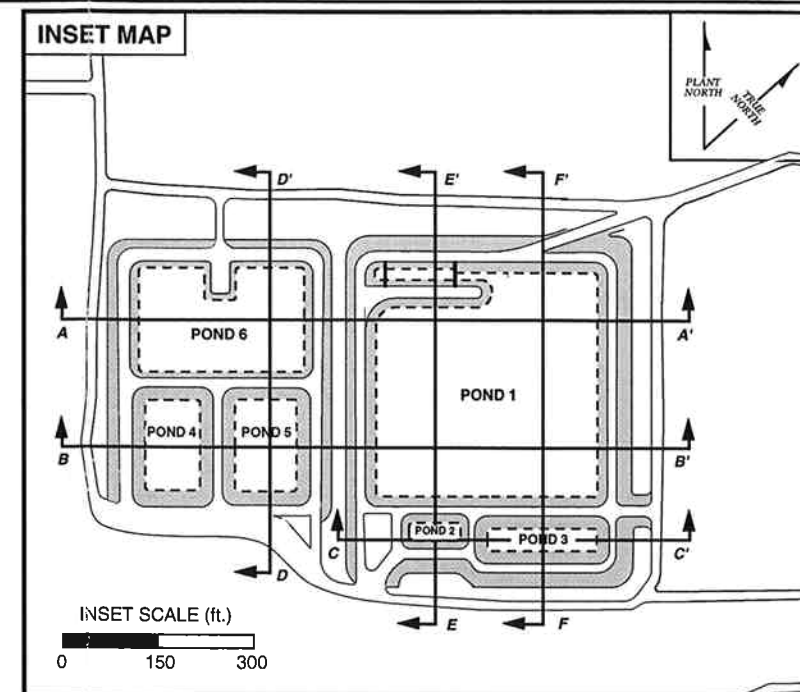 INSET MAP
PLANT
NORTH
TRUE
NORTH
D'
E'
F'
A
POND 6
A'
POND 1
POND 4
POND 5
B
B'
POND 2
POND 3
C
C'
D
E
F
INSET SCALE (ft.)
0 150 300